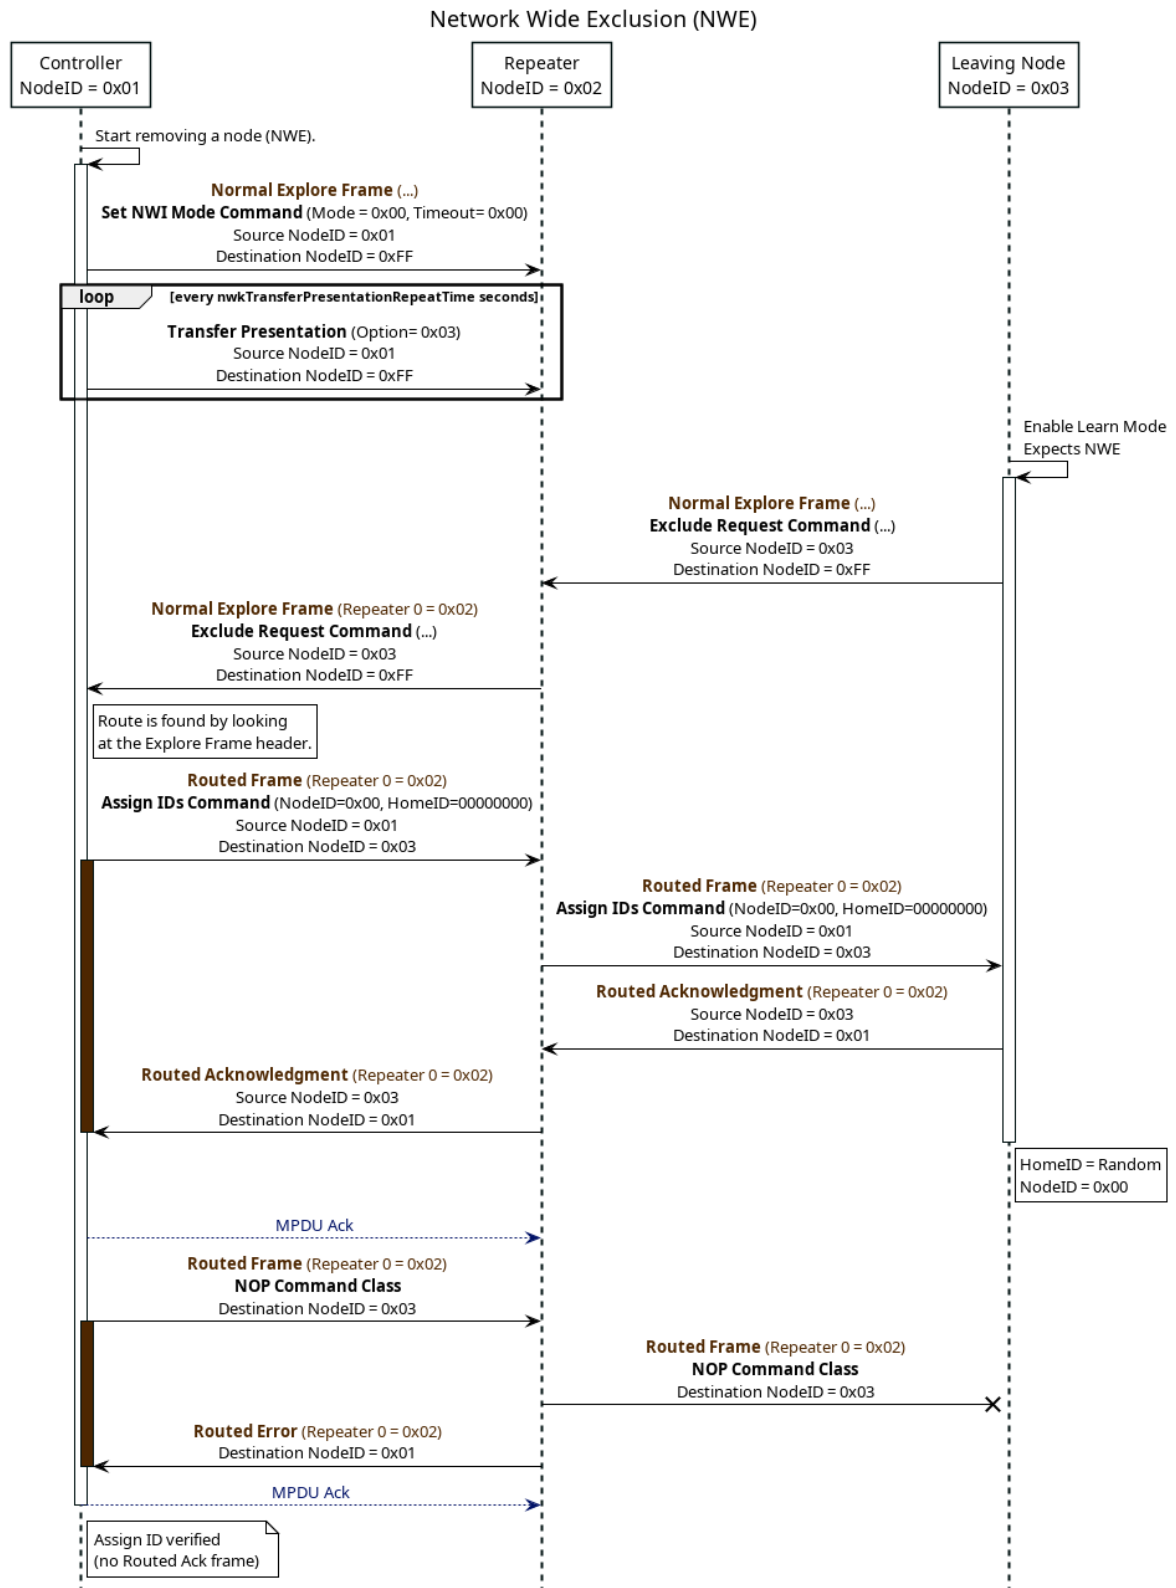 Network Wide Exclusion (NWE)
Controller
NodeID = 0x01
Repeater
NodeID = 0x02
Leaving Node
NodeID = 0x03
Start removing a node (NWE).
Normal Explore Frame (...)
Set NWI Mode Command (Mode = 0x00, Timeout= 0x00)
Source NodeID = 0x01
Destination NodeID = 0xFF
loop [every nwkTransferPresentationRepeatTime seconds]
Transfer Presentation (Option= 0x03)
Source NodeID = 0x01
Destination NodeID = 0xFF
Enable Learn Mode
Expects NWE
Normal Explore Frame (...)
Exclude Request Command (...)
Source NodeID = 0x03
Destination NodeID = 0xFF
Normal Explore Frame (Repeater 0 = 0x02)
Exclude Request Command (...)
Source NodeID = 0x03
Destination NodeID = 0xFF
Route is found by looking
at the Explore Frame header.
Routed Frame (Repeater 0 = 0x02)
Assign IDs Command (NodeID=0x00, HomeID=00000000)
Source NodeID = 0x01
Destination NodeID = 0x03
Routed Frame (Repeater 0 = 0x02)
Assign IDs Command (NodeID=0x00, HomeID=00000000)
Source NodeID = 0x01
Destination NodeID = 0x03
Routed Acknowledgment (Repeater 0 = 0x02)
Source NodeID = 0x03
Destination NodeID = 0x01
Routed Acknowledgment (Repeater 0 = 0x02)
Source NodeID = 0x03
Destination NodeID = 0x01
HomeID = Random
NodeID = 0x00
MPDU Ack
Routed Frame (Repeater 0 = 0x02)
NOP Command Class
Destination NodeID = 0x03
Routed Frame (Repeater 0 = 0x02)
NOP Command Class
Destination NodeID = 0x03
Routed Error (Repeater 0 = 0x02)
Destination NodeID = 0x01
MPDU Ack
Assign ID verified
(no Routed Ack frame)